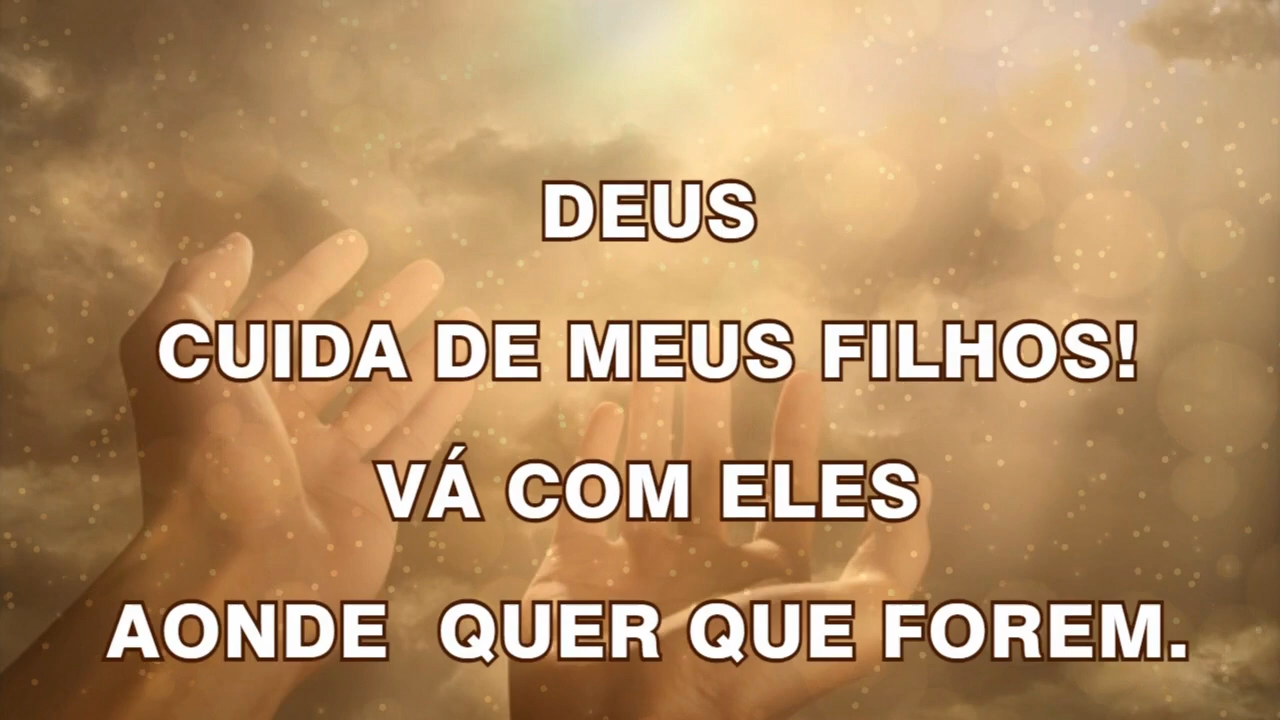 DEUS
CUIDA DE MEUS FILHOS!
VÁ COM ELES
AONDE QUER QUE FOREM.